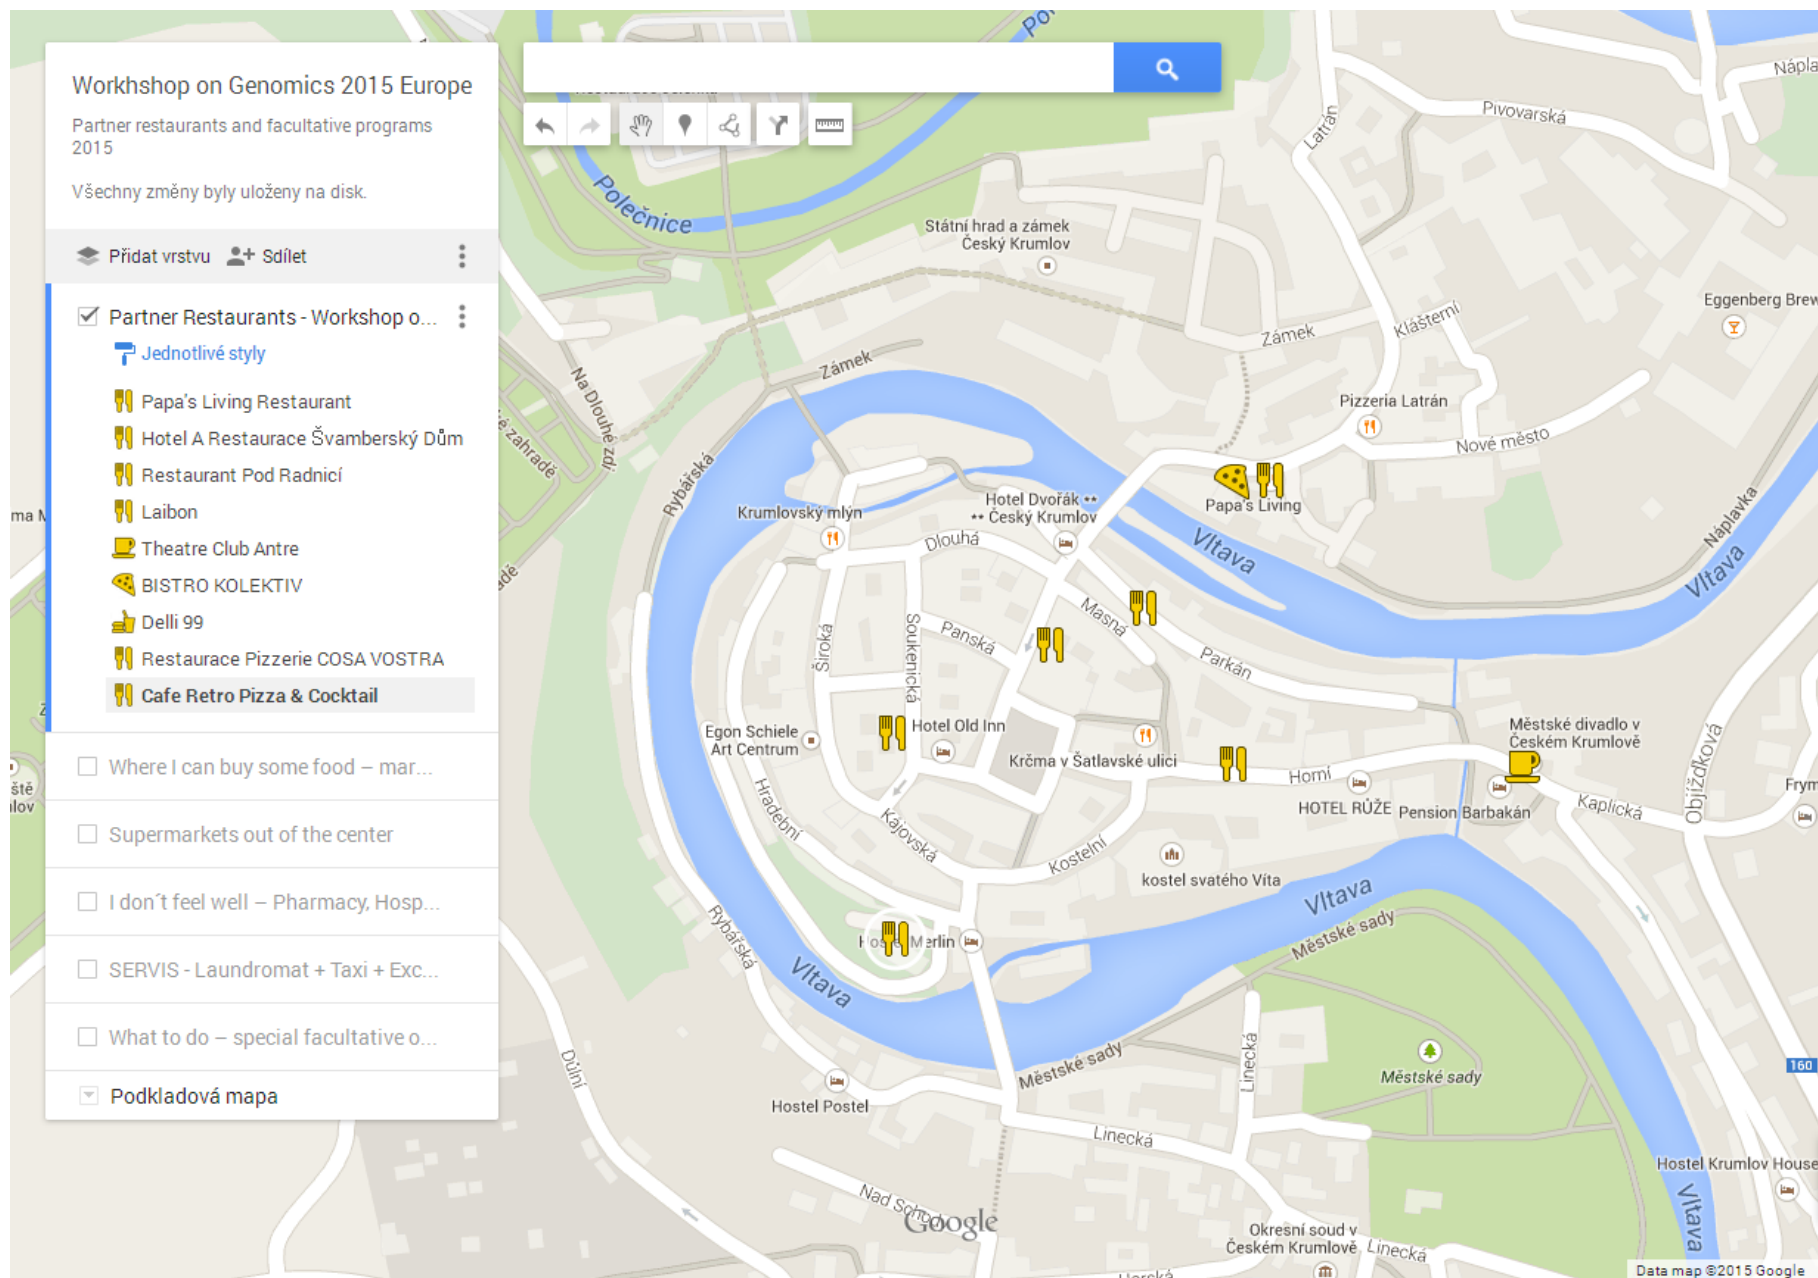 Workhshop on Genomics 2015 Europe
Partner restaurants and facultative programs
2015
Všechny změny byly uloženy na disk.
Přidat vrstvu
Sdílet
Partner Restaurants - Workshop o...
Jednotlivé styly
Papa's Living Restaurant
Hotel A Restaurace Švamberský Dům
Restaurant Pod Radnicí
Laibon
Theatre Club Antre
BISTRO KOLEKTIV
Delli 99
Restaurace Pizzerie COSA VOSTRA
Cafe Retro Pizza & Cocktail
Where I can buy some food – mar...
Supermarkets out of the center
I don´t feel well – Pharmacy, Hosp...
SERVIS - Laundromat + Taxi + Exc...
What to do – special facultative o...
Podkladová mapa
Polečnice
Latrán
Pivovarská
Nápla
Státní hrad a zámek
Český Krumlov
Eggenberg Brew
Zámek
Klášterní
Zámek
Na Dlouhé zdi
Pizzeria Latrán
Nové město
Rybářská
Krumlovský mlýn
Hotel Dvořák **
** Český Krumlov
Papa's Living
Náplavka
Dlouhá
Vltava
Vltava
Masná
Široká
Soukenická
Panská
Parkán
Egon Schiele
Art Centrum
Hotel Old Inn
Krčma v Šatlavské ulici
Městské divadlo v
Českém Krumlově
Horní
HOTEL RŮŽE
Pension Barbakán
Kaplická
Objížďková
Frym
Hradební
Kájovská
Kostelní
kostel svatého Víta
Vltava
Městské sady
Rybářská
Vltava
Městské sady
Linecká
Městské sady
160
Důlní
Hostel Postel
Linecká
Hostel Krumlov House
Vltava
Google
Okresní soud v
Českém Krumlově
Linecká
Data map ©2015 Google